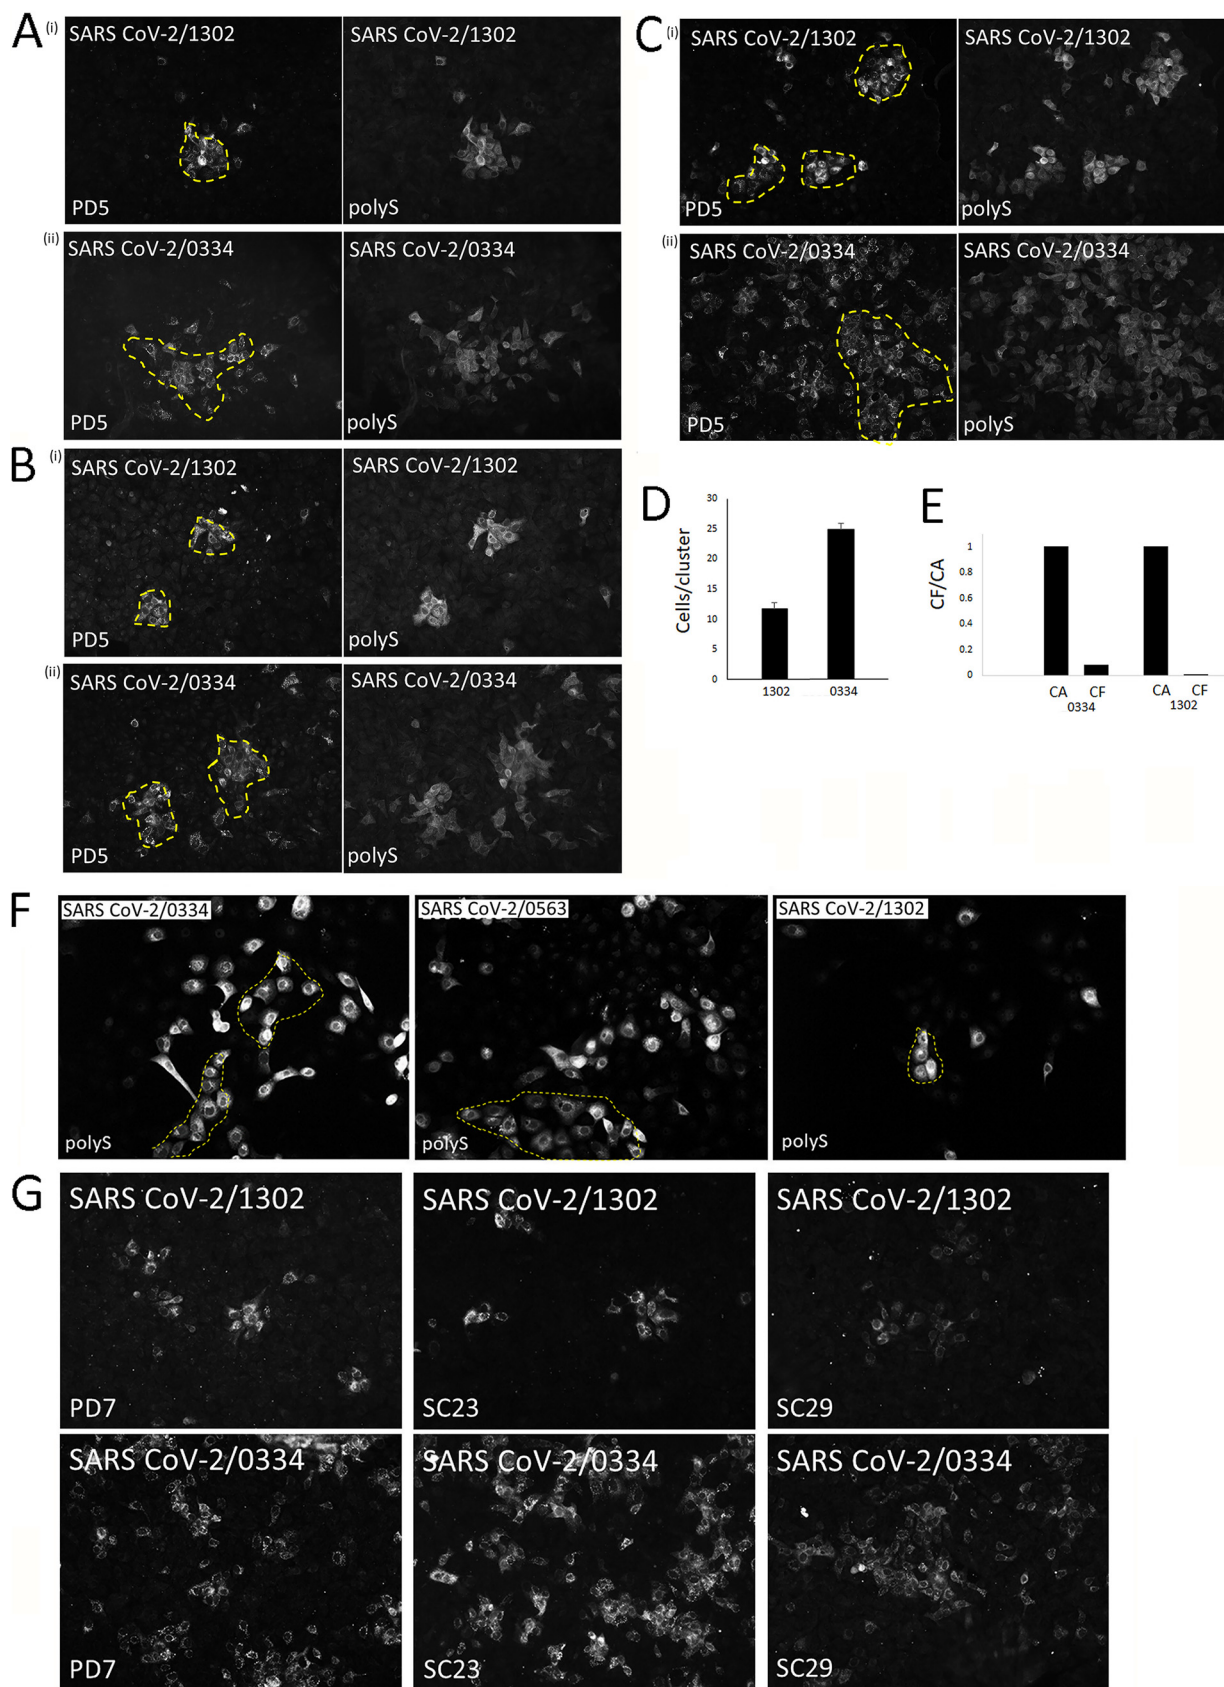 A
(i)
SARS CoV-2/1302
PD5
SARS CoV-2/1302
polyS
(ii)
SARS CoV-2/0334
PD5
SARS CoV-2/0334
polyS
B
(i)
SARS CoV-2/1302
PD5
SARS CoV-2/1302
polyS
(ii)
SARS CoV-2/0334
PD5
SARS CoV-2/0334
polyS
C
(i)
SARS CoV-2/1302
PD5
SARS CoV-2/1302
polyS
(ii)
SARS CoV-2/0334
PD5
SARS CoV-2/0334
polyS
D
Cells/cluster
30
25
20
15
10
5
0
1302 0334
E
CF/CA
1
0.8
0.6
0.4
0.2
0
CA CF CA CF
0334 1302
F
SARS CoV-2/0334
polyS
SARS CoV-2/0563
polyS
SARS CoV-2/1302
polyS
G
SARS CoV-2/1302
PD7
SARS CoV-2/1302
SC23
SARS CoV-2/1302
SC29
SARS CoV-2/0334
PD7
SARS CoV-2/0334
SC23
SARS CoV-2/0334
SC29